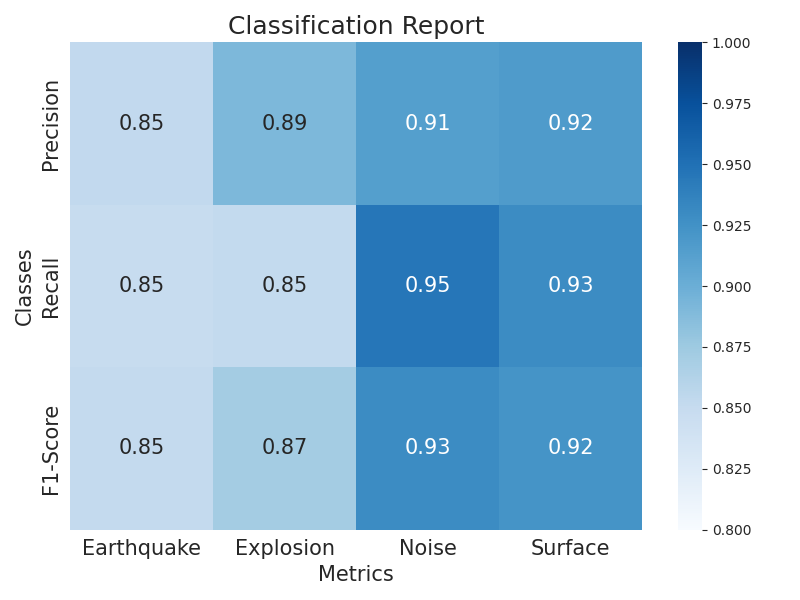 Classification Report
Precision
0.85 0.89 0.91 0.92
Classes
Recall
0.85 0.85 0.95 0.93
F1-Score
0.85 0.87 0.93 0.92
Earthquake Explosion Noise Surface
Metrics
1.000
0.975
0.950
0.925
0.900
0.875
0.850
0.825
0.800